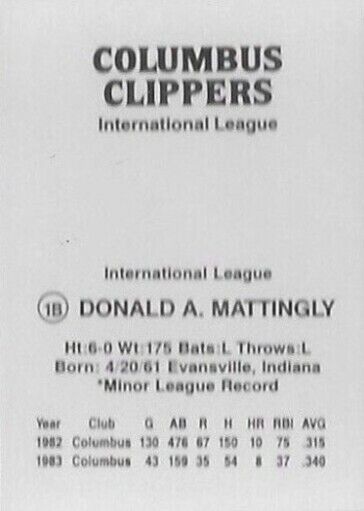 COLUMBUS
CLIPPERS
International League
International League
1B DONALD A. MATTINGLY
Ht:6-0 Wt:175 Bats:L Throws:L
Born: 4/20/61 Evansville, Indiana
*Minor League Record
Year Club G AB R H HR RBI AVG
1982 Columbus 130 476 67 150 10 75 .315
1983 Columbus 43 159 35 54 8 37 .340